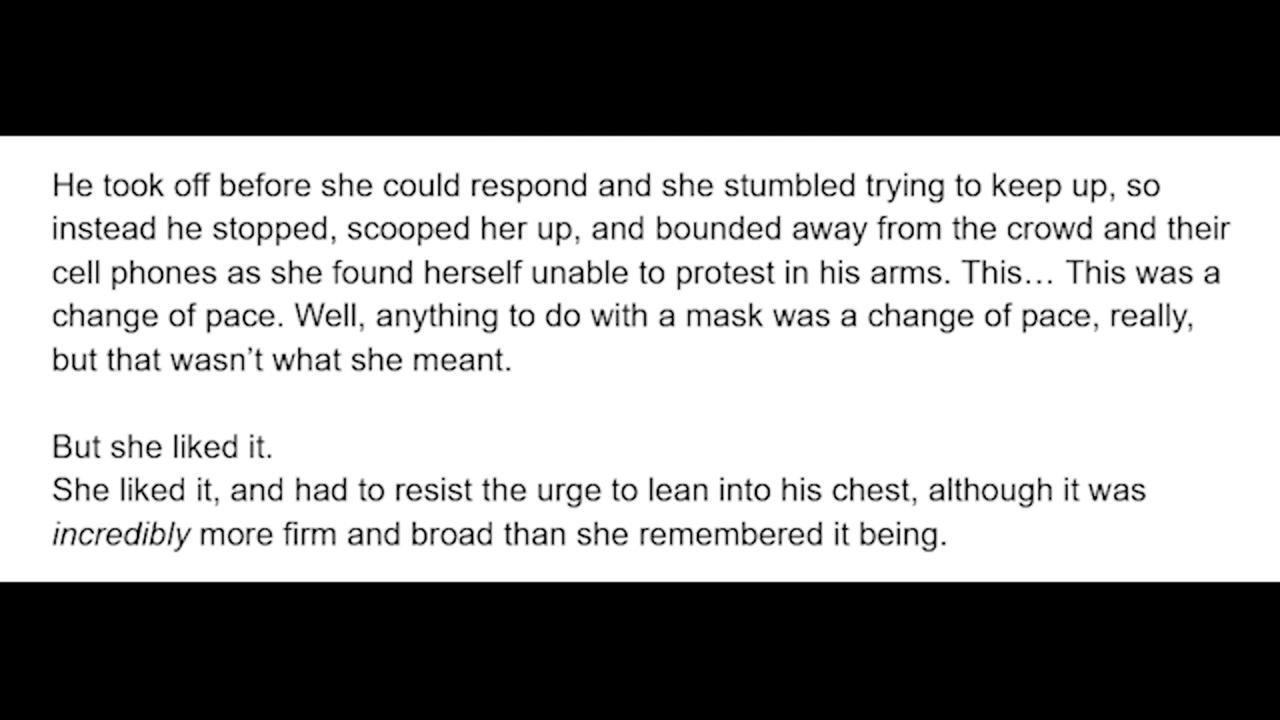 He took off before she could respond and she stumbled trying to keep up, so
instead he stopped, scooped her up, and bounded away from the crowd and their
cell phones as she found herself unable to protest in his arms. This… This was a
change of pace. Well, anything to do with a mask was a change of pace, really,
but that wasn’t what she meant.
But she liked it.
She liked it, and had to resist the urge to lean into his chest, although it was
incredibly more firm and broad than she remembered it being.